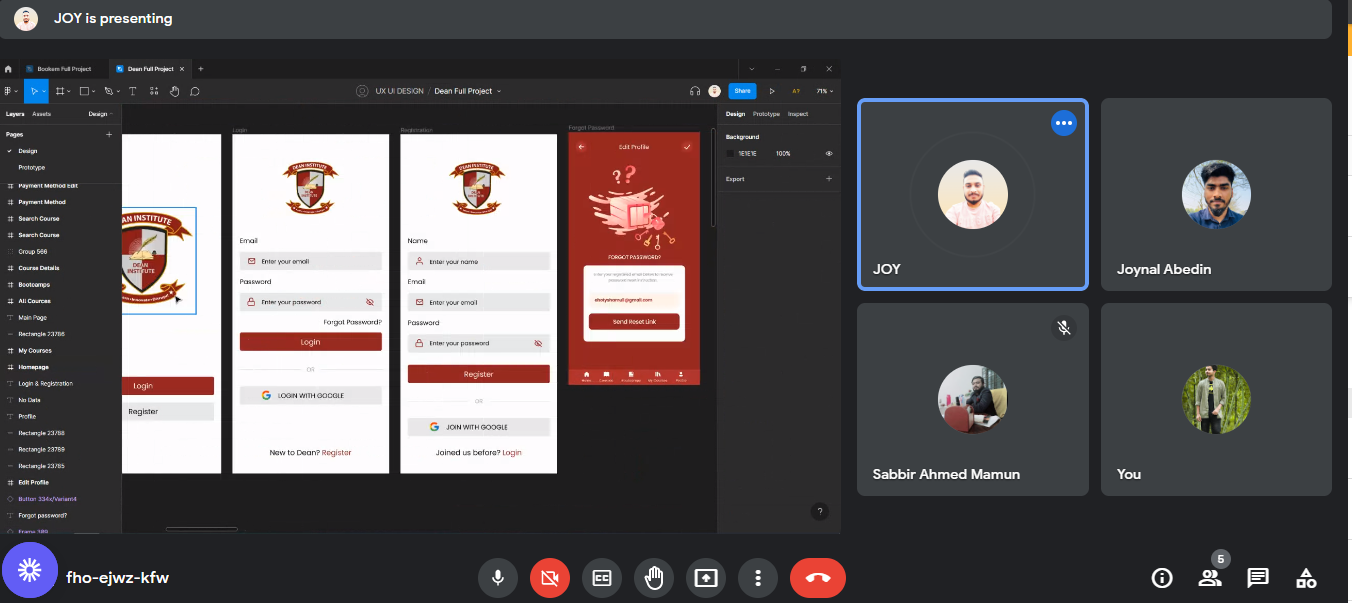 JOY is presenting
Bookem Full Project
Dean Full Project
UX UI DESIGN / Dean Full Project
Share
A?
71%
Layers
Assets
Design
Pages
Design
Prototype
Payment Method Edit
Payment Method
Search Course
Search Course
Group 566
Course Details
Bootcamps
All Courses
Main Page
Rectangle 23786
My Courses
Homepage
Login & Registration
No Data
Profile
Rectangle 23788
Rectangle 23789
Rectangle 23785
Edit Profile
Button 334x/Variant4
Forgot password?
Frame 389
DEAN INSTITUTE
Login
Register
Login
DEAN INSTITUTE
Email
Enter your email
Password
Enter your password
Forgot Password?
Login
OR
LOGIN WITH GOOGLE
New to Dean? Register
Registration
DEAN INSTITUTE
Name
Enter your name
Email
Enter your email
Password
Enter your password
Register
OR
JOIN WITH GOOGLE
Joined us before? Login
Forgot Password
Edit Profile
??
FORGOT PASSWORD?
Send Reset Link
Design
Prototype
Inspect
Background
1E1E1E
100%
Export
?
JOY
Joynal Abedin
Sabbir Ahmed Mamun
You
fho-ejwz-kfw
CC
5